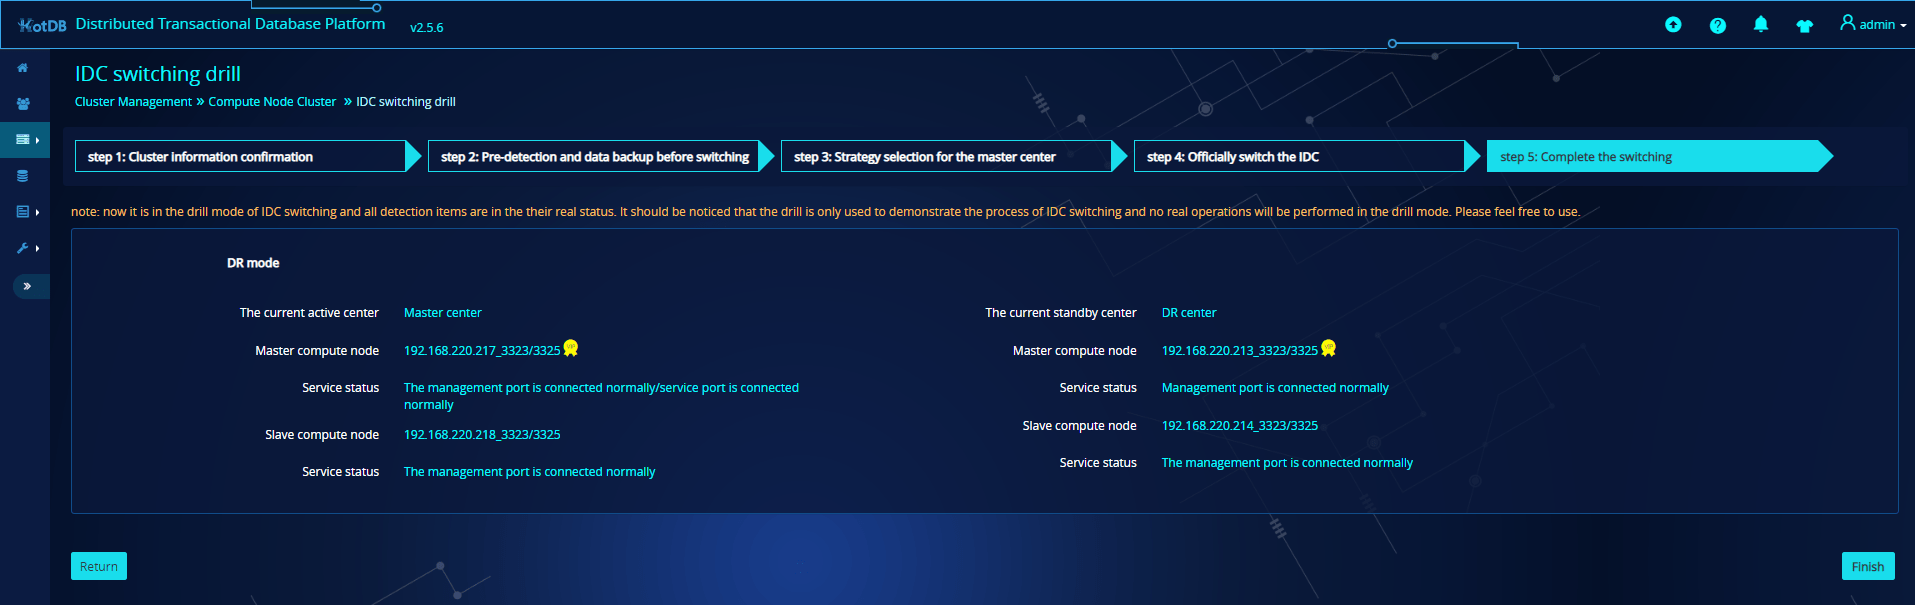 HotDB Distributed Transactional Database Platform v2.5.6
admin
IDC switching drill
Cluster Management » Compute Node Cluster » IDC switching drill
step 1: Cluster information confirmation
step 2: Pre-detection and data backup before switching
step 3: Strategy selection for the master center
step 4: Officially switch the IDC
step 5: Complete the switching
note: now it is in the drill mode of IDC switching and all detection items are in the their real status. It should be noticed that the drill is only used to demonstrate the process of IDC switching and no real operations will be performed in the drill mode. Please feel free to use.
DR mode
The current active center Master center
Master compute node 192.168.220.217_3323/3325 VIP
Service status The management port is connected normally/service port is connected
normally
Slave compute node 192.168.220.218_3323/3325
Service status The management port is connected normally
The current standby center DR center
Master compute node 192.168.220.213_3323/3325 VIP
Service status Management port is connected normally
Slave compute node 192.168.220.214_3323/3325
Service status The management port is connected normally
Return
Finish